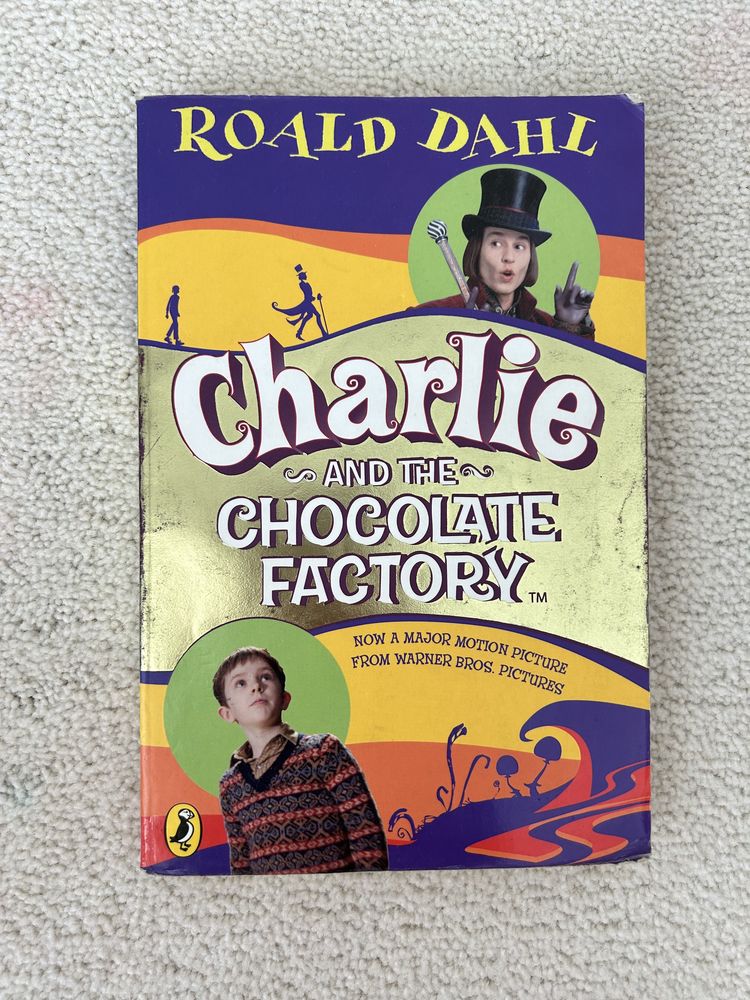 ROALD DAHL
Charlie
AND THE
CHOCOLATE
FACTORY™
NOW A MAJOR MOTION PICTURE
FROM WARNER BROS. PICTURES